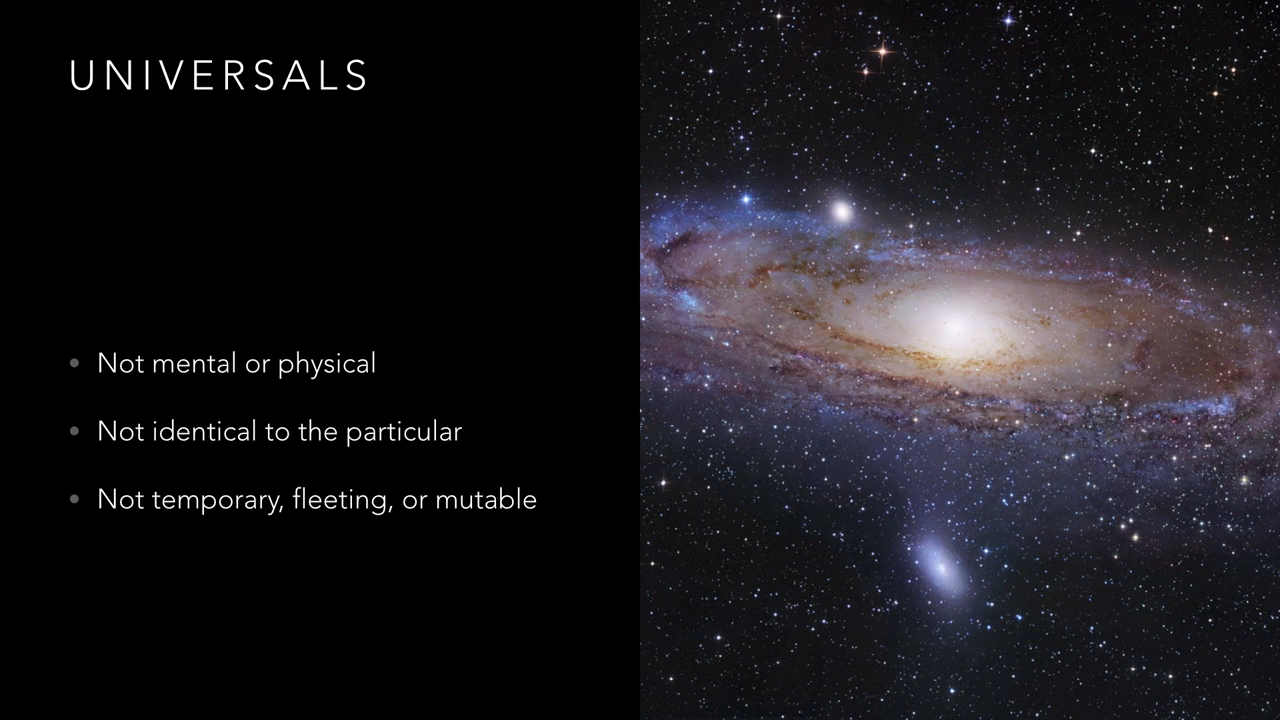 UNIVERSALS
• Not mental or physical
• Not identical to the particular
• Not temporary, fleeting, or mutable